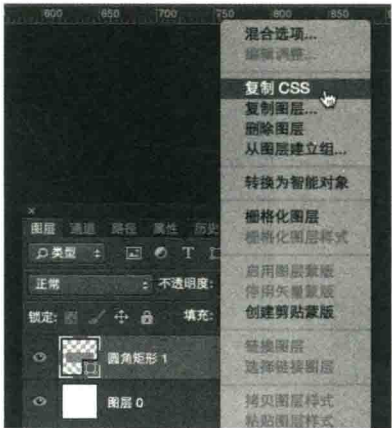 600 650 700 750 800 850
混合选项...
编辑调整...
复制 CSS
复制图层...
删除图层
从图层建立组...
转换为智能对象
栅格化图层
栅格化图层样式
启用图层蒙版
停用矢量蒙版
创建剪贴蒙版
链接图层
选择链接图层
拷贝图层样式
粘贴图层样式
图层 通道 路径 属性 历史
类型
正常 不透明度:
锁定: 填充:
圆角矩形 1
图层 0